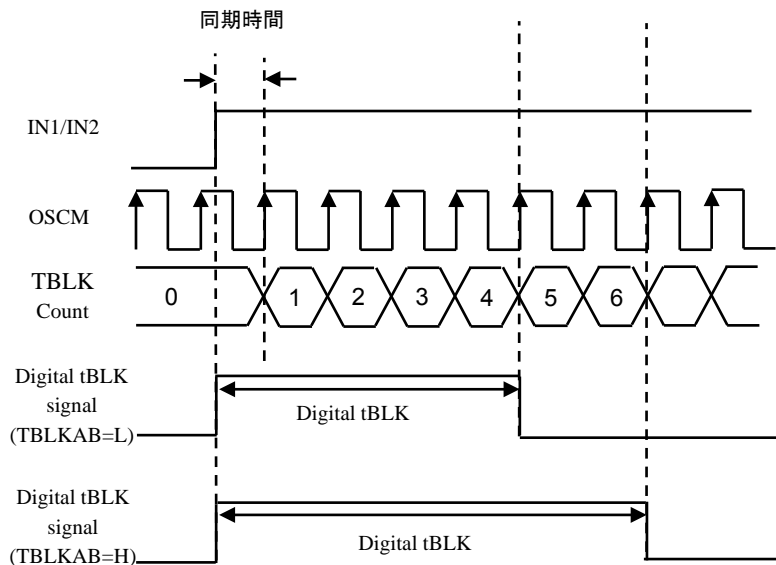 同期時間
IN1/IN2
OSCM
TBLK
Count
0 1 2 3 4 5 6
Digital tBLK
signal
(TBLKAB=L)
Digital tBLK
Digital tBLK
signal
(TBLKAB=H)
Digital tBLK